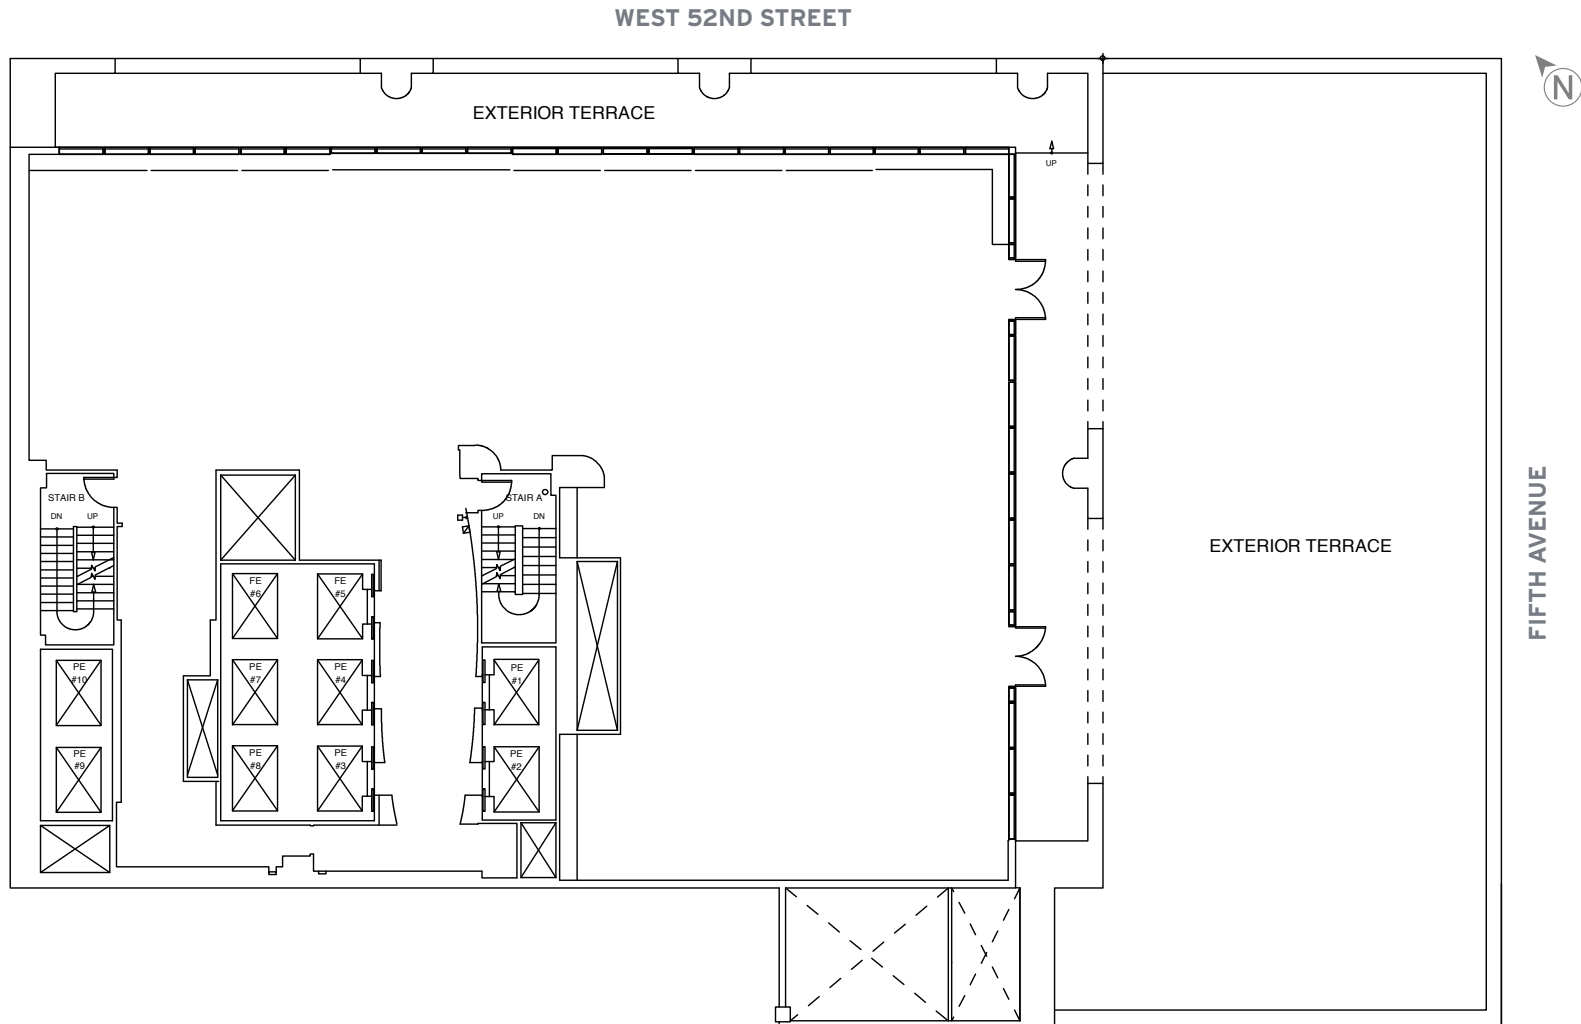 WEST 52ND STREET
N
EXTERIOR TERRACE
UP
STAIR B
DN UP
STAIR A
UP DN
EXTERIOR TERRACE
FIFTH AVENUE
FE
#6
FE
#5
PE
#10
PE
#7
PE
#4
PE
#1
PE
#9
PE
#8
PE
#3
PE
#2